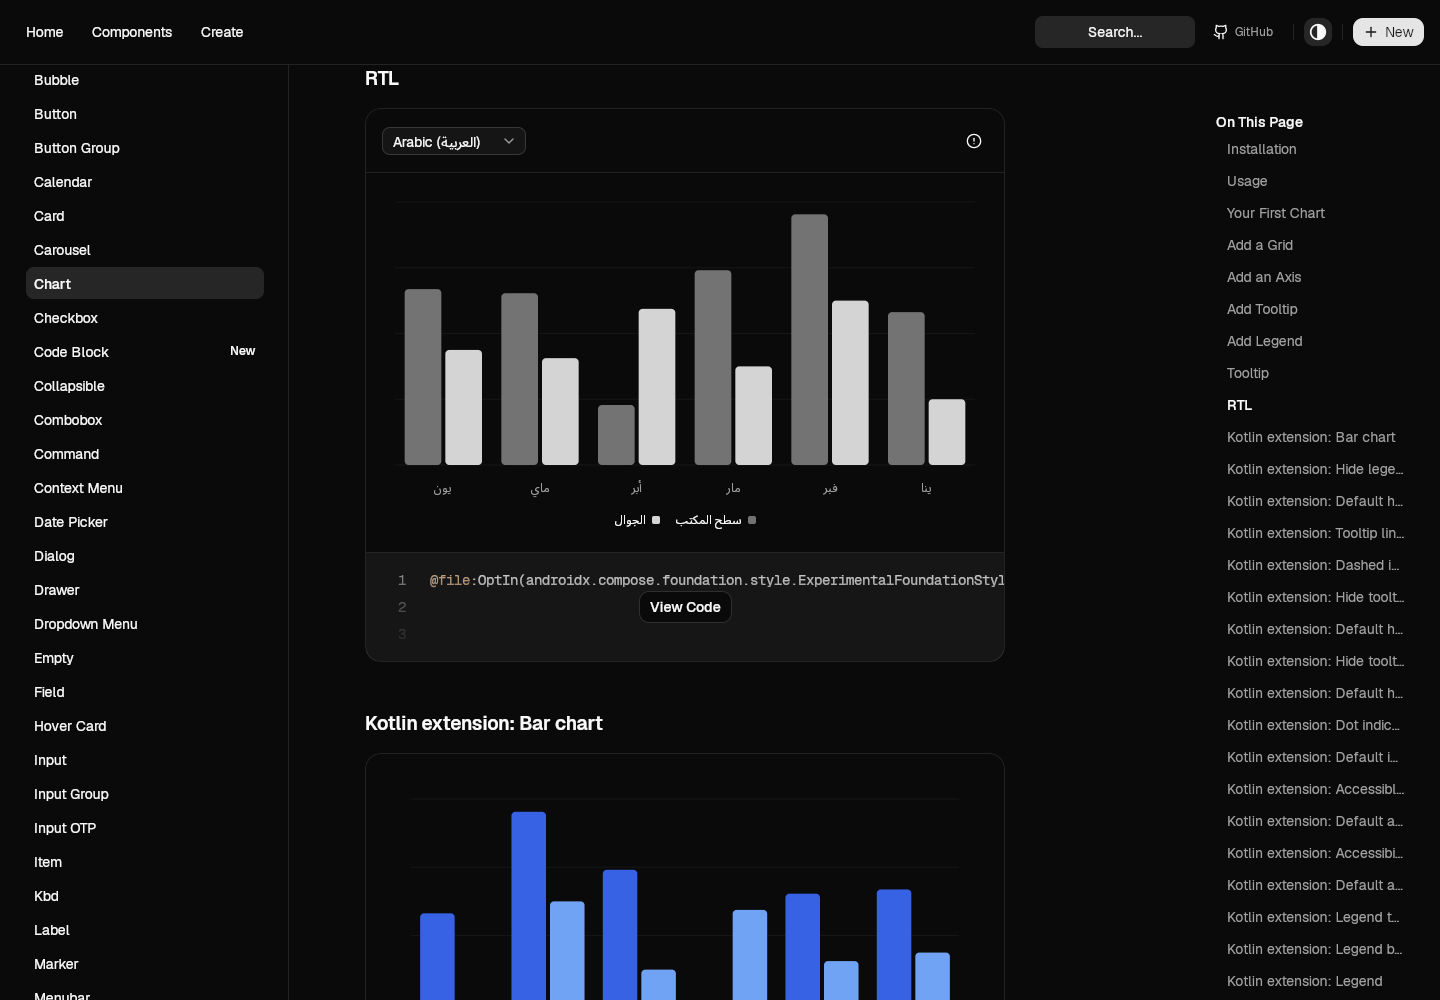 Home
Components
Create
Search...
GitHub
New
Bubble
Button
Button Group
Calendar
Card
Carousel
Chart
Checkbox
Code Block
New
Collapsible
Combobox
Command
Context Menu
Date Picker
Dialog
Drawer
Dropdown Menu
Empty
Field
Hover Card
Input
Input Group
Input OTP
Item
Kbd
Label
Marker
Menubar
RTL
Arabic (العربية)
يون
ماي
أبر
مار
فبر
ينا
سطح المكتب
الجوال
1
@file:OptIn(androidx.compose.foundation.style.ExperimentalFoundationStyl
2
View Code
3
Kotlin extension: Bar chart
On This Page
Installation
Usage
Your First Chart
Add a Grid
Add an Axis
Add Tooltip
Add Legend
Tooltip
RTL
Kotlin extension: Bar chart
Kotlin extension: Hide lege...
Kotlin extension: Default h...
Kotlin extension: Tooltip lin...
Kotlin extension: Dashed i...
Kotlin extension: Hide toolt...
Kotlin extension: Default h...
Kotlin extension: Hide toolt...
Kotlin extension: Default h...
Kotlin extension: Dot indic...
Kotlin extension: Default i...
Kotlin extension: Accessibl...
Kotlin extension: Default a...
Kotlin extension: Accessibi...
Kotlin extension: Default a...
Kotlin extension: Legend t...
Kotlin extension: Legend b...
Kotlin extension: Legend